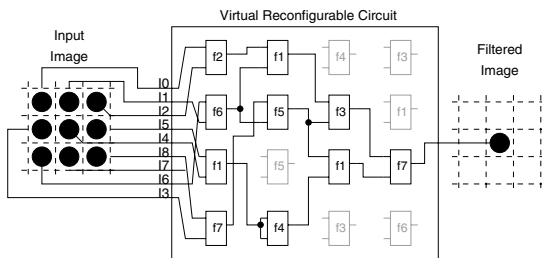 Virtual Reconfigurable Circuit
Input
Image
Filtered
Image
f2 f1 f4 f3
I0
I1
I2
f6 f5 f3 f1
I5
I4
I8
I7
I6
I3
f1 f5 f1 f7
f7 f4 f3 f6